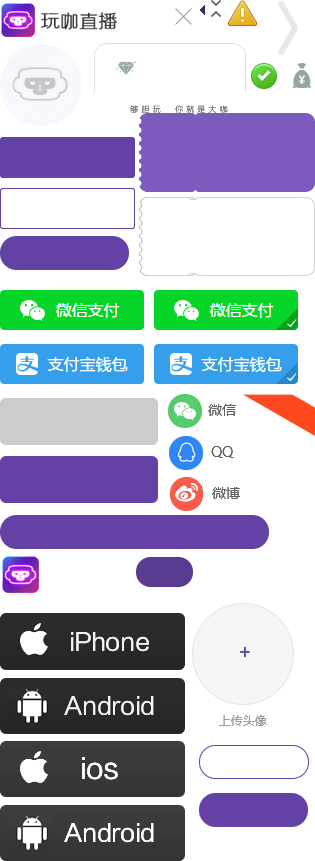 玩咖直播
够胆玩 你就是大咖
微信支付
微信支付
支付宝钱包
支付宝钱包
微信
QQ
微博
iPhone
Android
上传头像
ios
Android